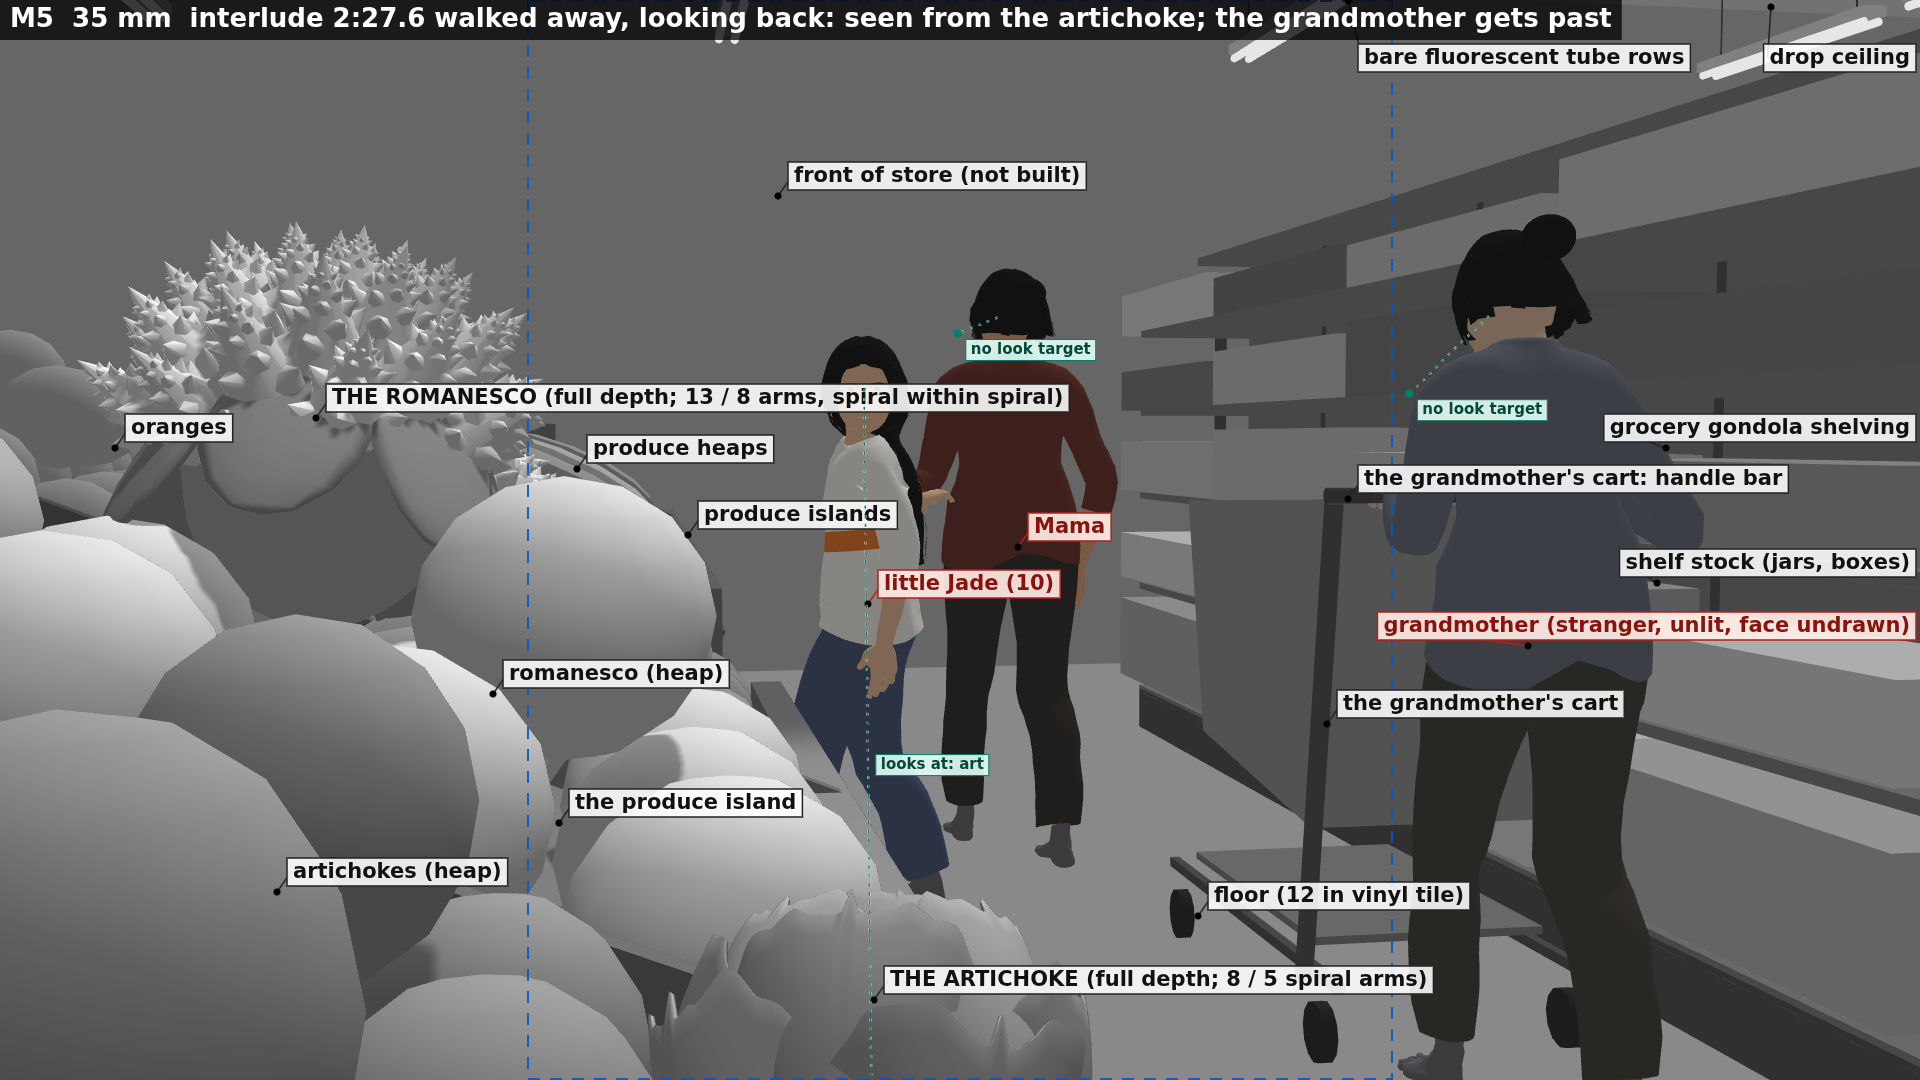 M5  35 mm  interlude 2:27.6 walked away, looking back: seen from the artichoke; the grandmother gets past
bare fluorescent tube rows
drop ceiling
front of store (not built)
no look target
THE ROMANESCO (full depth; 13 / 8 arms, spiral within spiral)
no look target
oranges
grocery gondola shelving
produce heaps
the grandmother's cart: handle bar
produce islands
Mama
shelf stock (jars, boxes)
little Jade (10)
grandmother (stranger, unlit, face undrawn)
romanesco (heap)
the grandmother's cart
looks at: art
the produce island
artichokes (heap)
floor (12 in vinyl tile)
THE ARTICHOKE (full depth; 8 / 5 spiral arms)